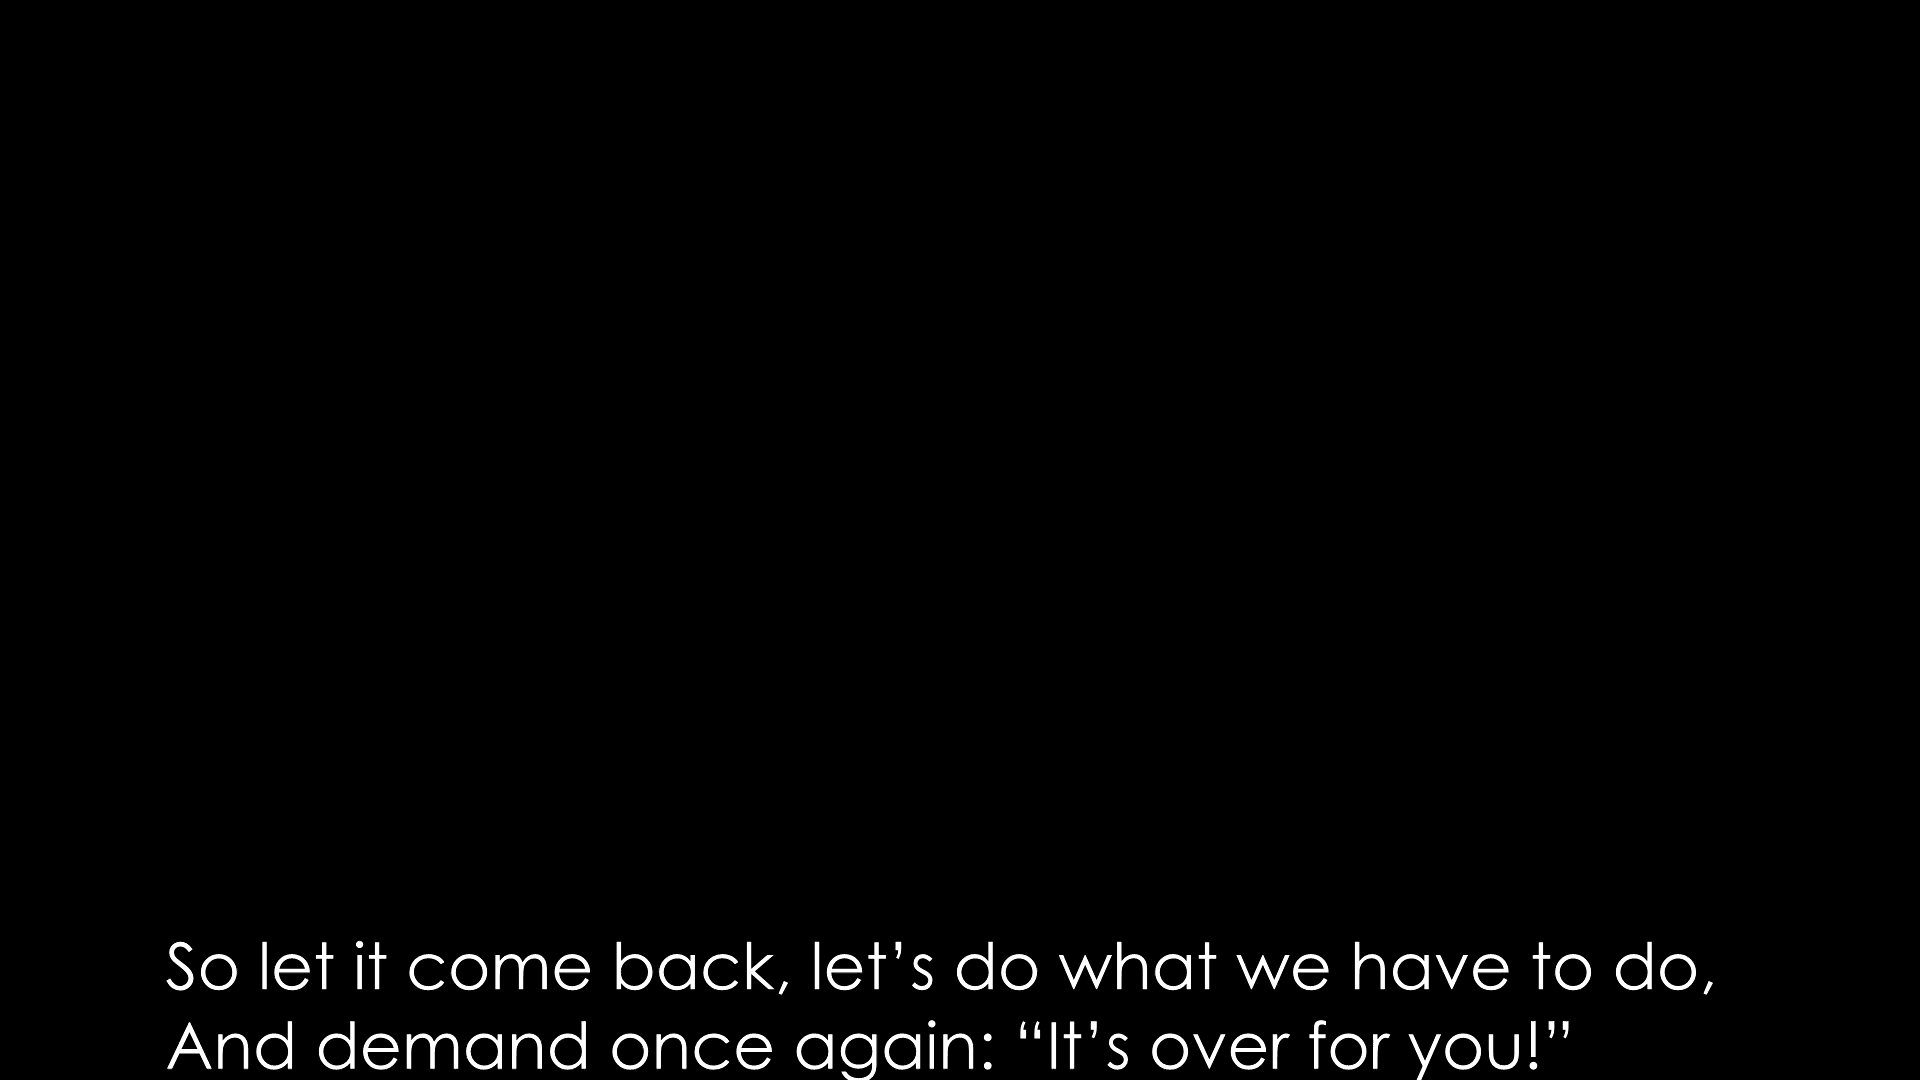 So let it come back, let’s do what we have to do,
And demand once again: “It’s over for you!”